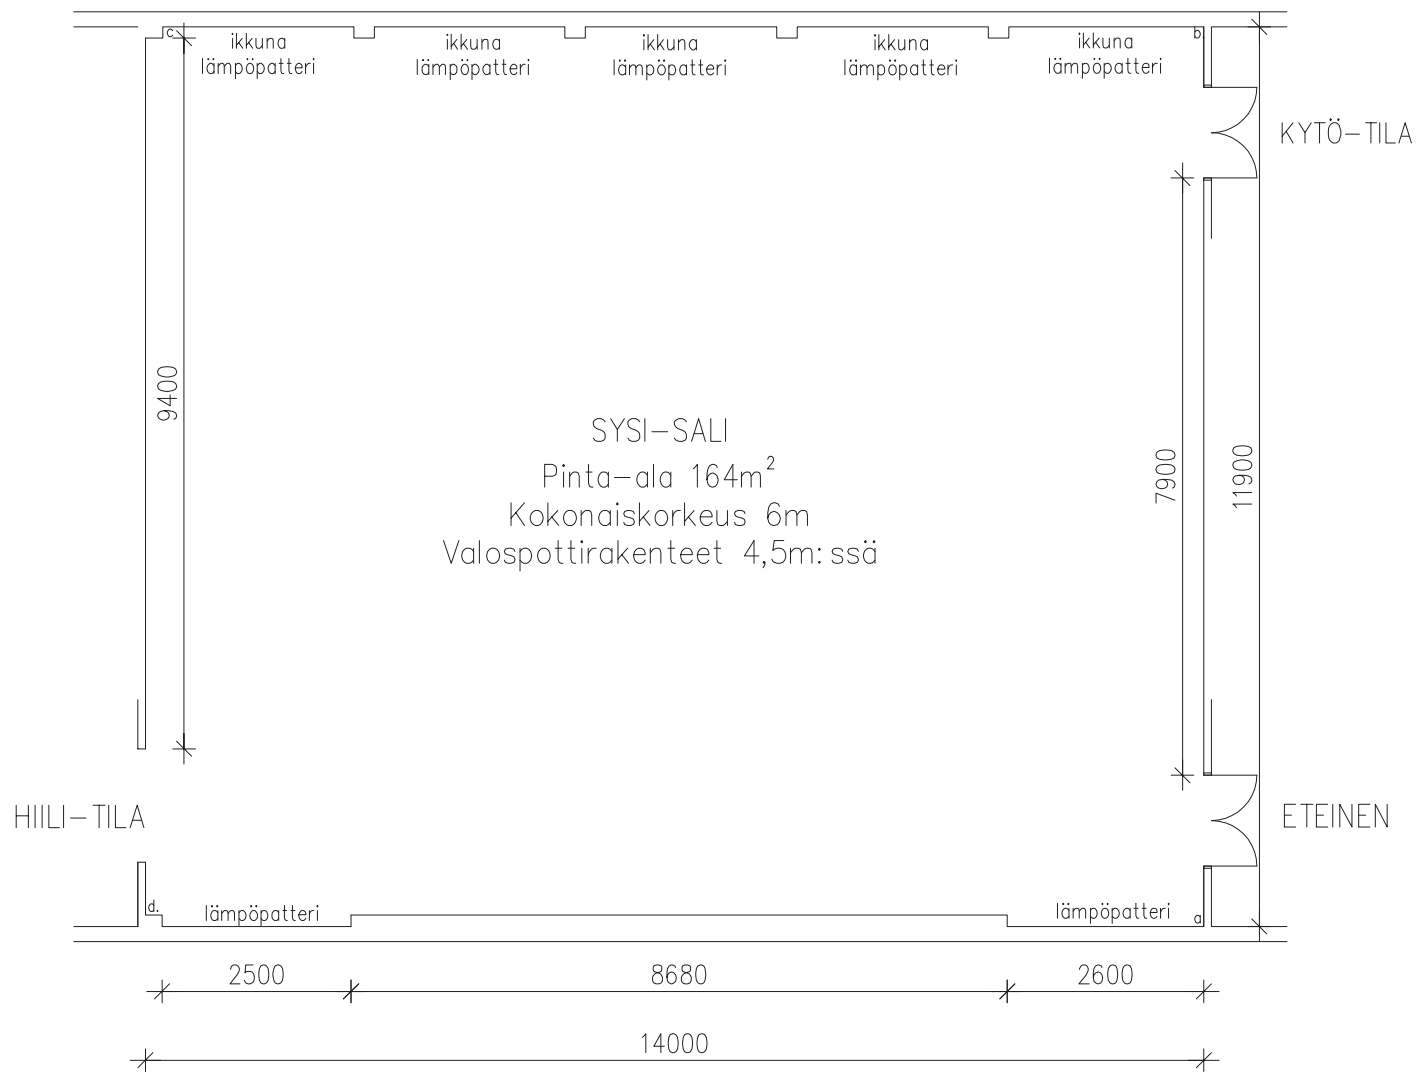 c
b.
ikkuna
lämpöpatteri
ikkuna
lämpöpatteri
ikkuna
lämpöpatteri
ikkuna
lämpöpatteri
ikkuna
lämpöpatteri
KYTÖ-TILA
9400
SYSI-SALI
Pinta-ala 164m²
Kokonaiskorkeus 6m
Valospottirakenteet 4,5m:ssä
7900
11900
HIILI-TILA
ETEINEN
d.
lämpöpatteri
lämpöpatteri
a
2500
8680
2600
14000